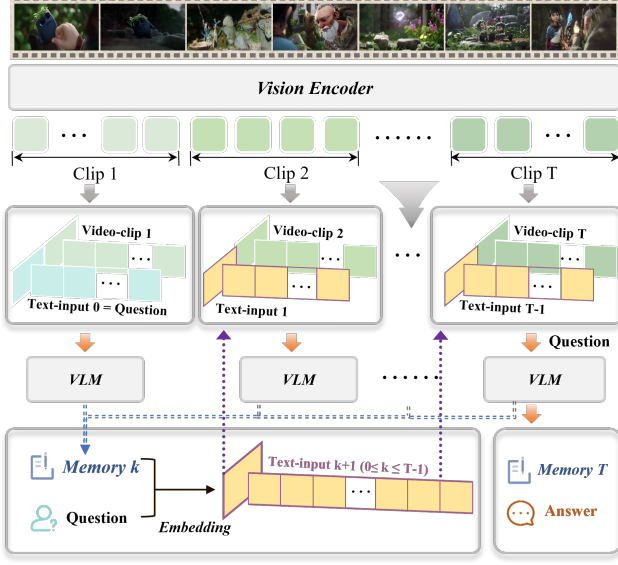 Vision Encoder
... ... ...... ...
Clip 1 Clip 2 Clip T
Video-clip 1 Video-clip 2 Video-clip T
... ... ... ...
... ... ...
Text-input 0 = Question Text-input 1 Text-input T-1
Question
VLM VLM ...... VLM
Memory k Text-input k+1 (0≤ k ≤ T-1) Memory T
...
Question Answer
Embedding